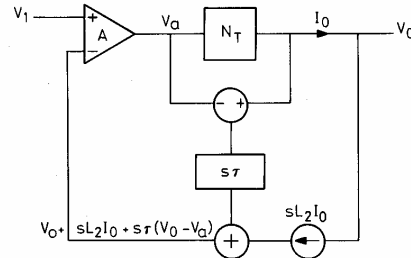 V1
+
−
A
Va
NT
I0
V0
−
+
sτ
sL2I0
+
V0+ sL2I0 + sτ(V0 − Va)